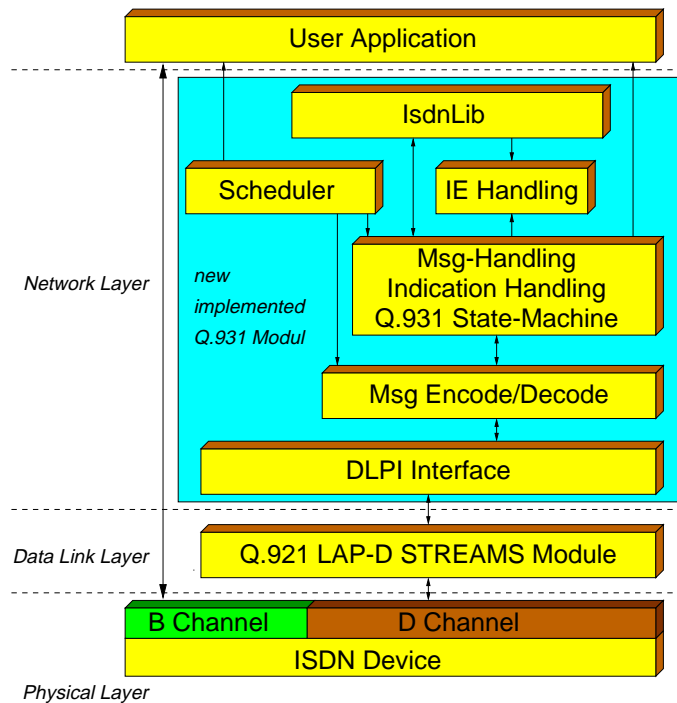 User Application
IsdnLib
Scheduler
IE Handling
Network Layer
new
implemented
Q.931 Modul
Msg-Handling
Indication Handling
Q.931 State-Machine
Msg Encode/Decode
DLPI Interface
Data Link Layer
Q.921 LAP-D STREAMS Module
B Channel
D Channel
ISDN Device
Physical Layer